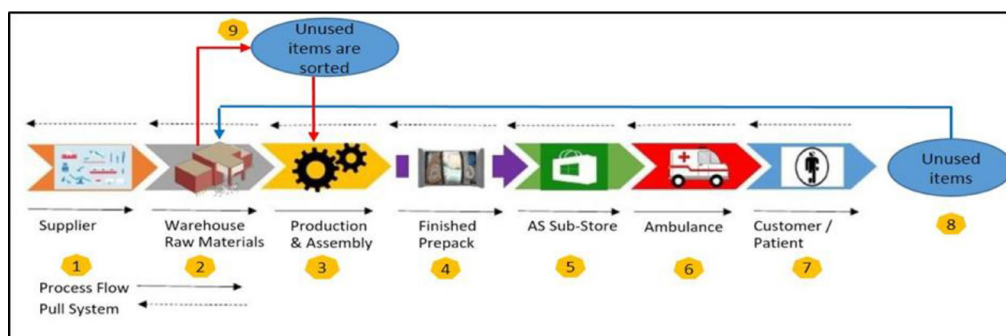 9
Unused
items are
sorted
Unused
items
8
Supplier
Warehouse
Raw Materials
Production
& Assembly
Finished
Prepack
AS Sub-Store
Ambulance
Customer /
Patient
1
2
3
4
5
6
7
Process Flow
Pull System